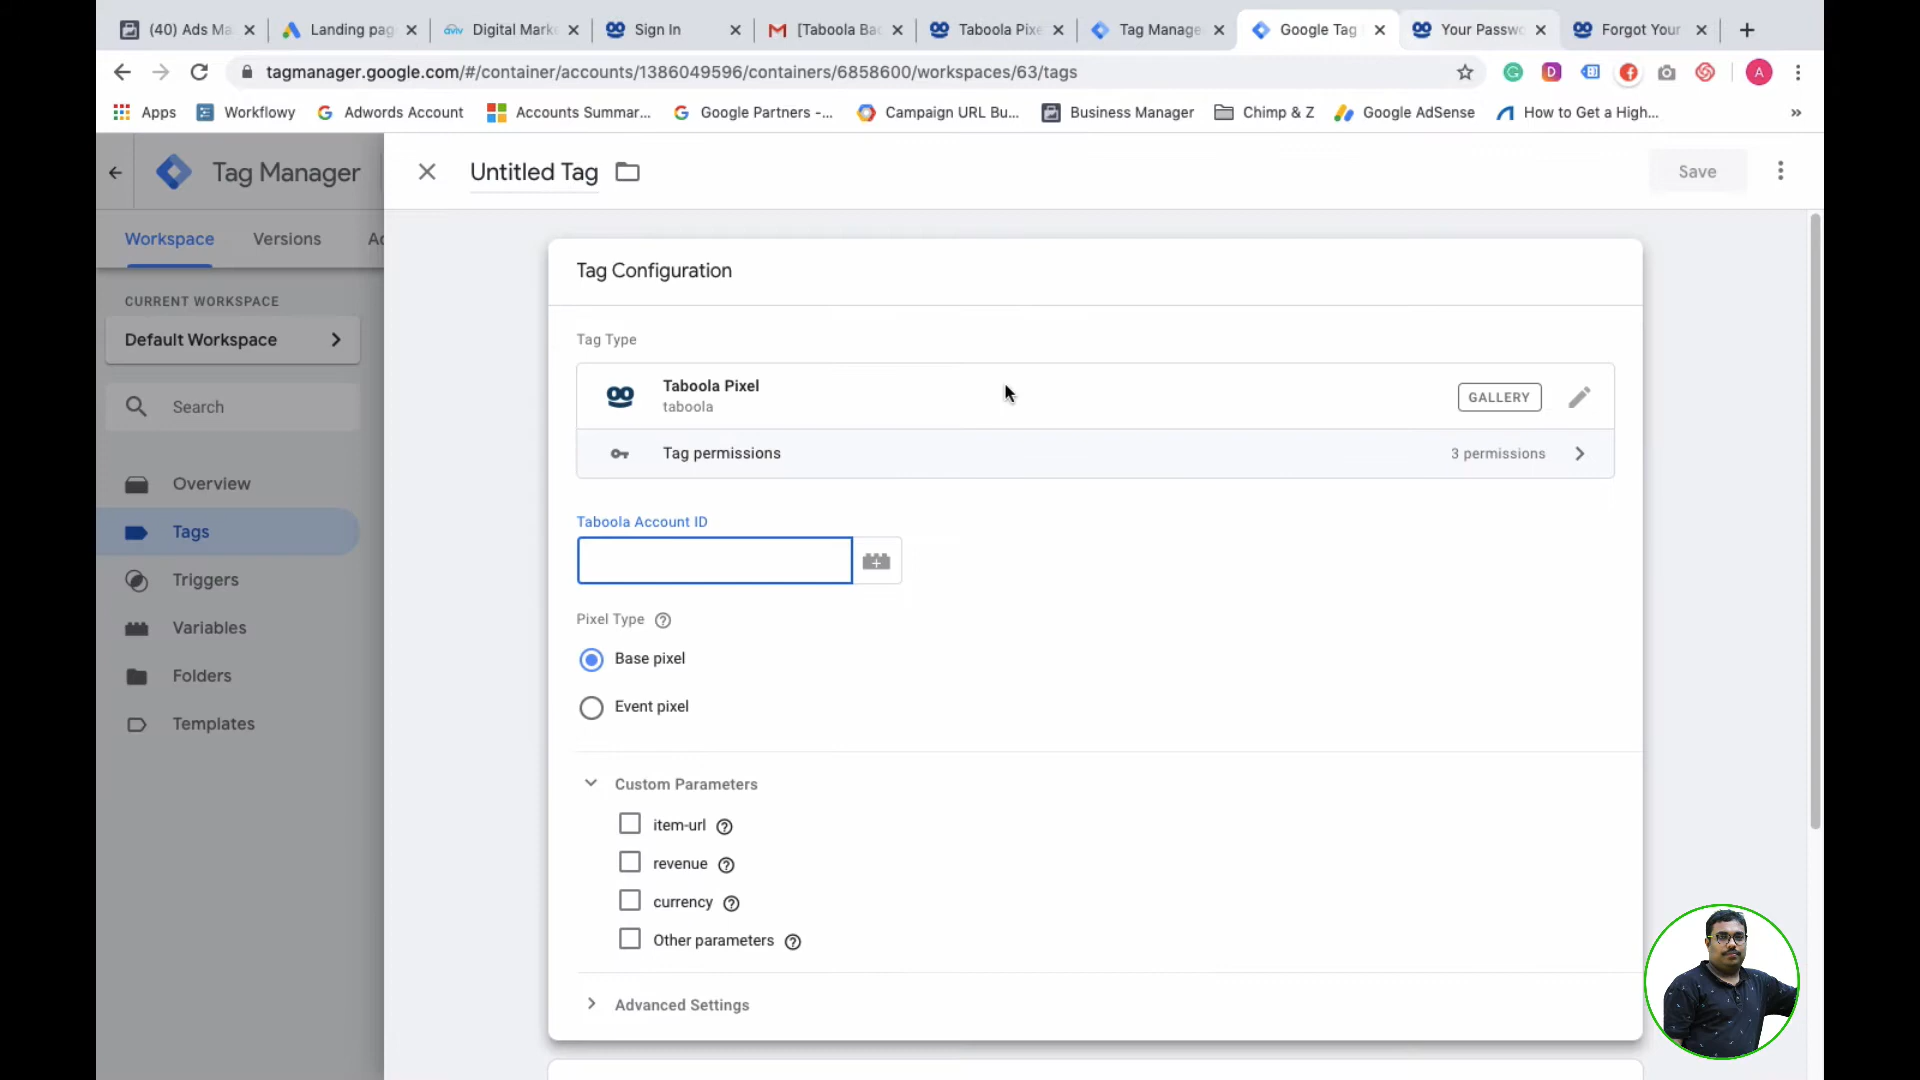 (40) Ads Ma
Landing pag
Digital Mark
Sign In
[Taboola Bac
Taboola Pixe
Tag Manage
Google Tag
Your Passwo
Forgot Your
tagmanager.google.com/#/container/accounts/1386049596/containers/6858600/workspaces/63/tags
Apps
Workflowy
Adwords Account
Accounts Summar...
Google Partners -...
Campaign URL Bu...
Business Manager
Chimp & Z
Google AdSense
How to Get a High...
»
Tag Manager
Untitled Tag
Save
Workspace
Versions
Ad
CURRENT WORKSPACE
Default Workspace
Search
Overview
Tags
Triggers
Variables
Folders
Templates
Tag Configuration
Tag Type
Taboola Pixel
taboola
GALLERY
Tag permissions
3 permissions
Taboola Account ID
Pixel Type
Base pixel
Event pixel
Custom Parameters
item-url
revenue
currency
Other parameters
Advanced Settings